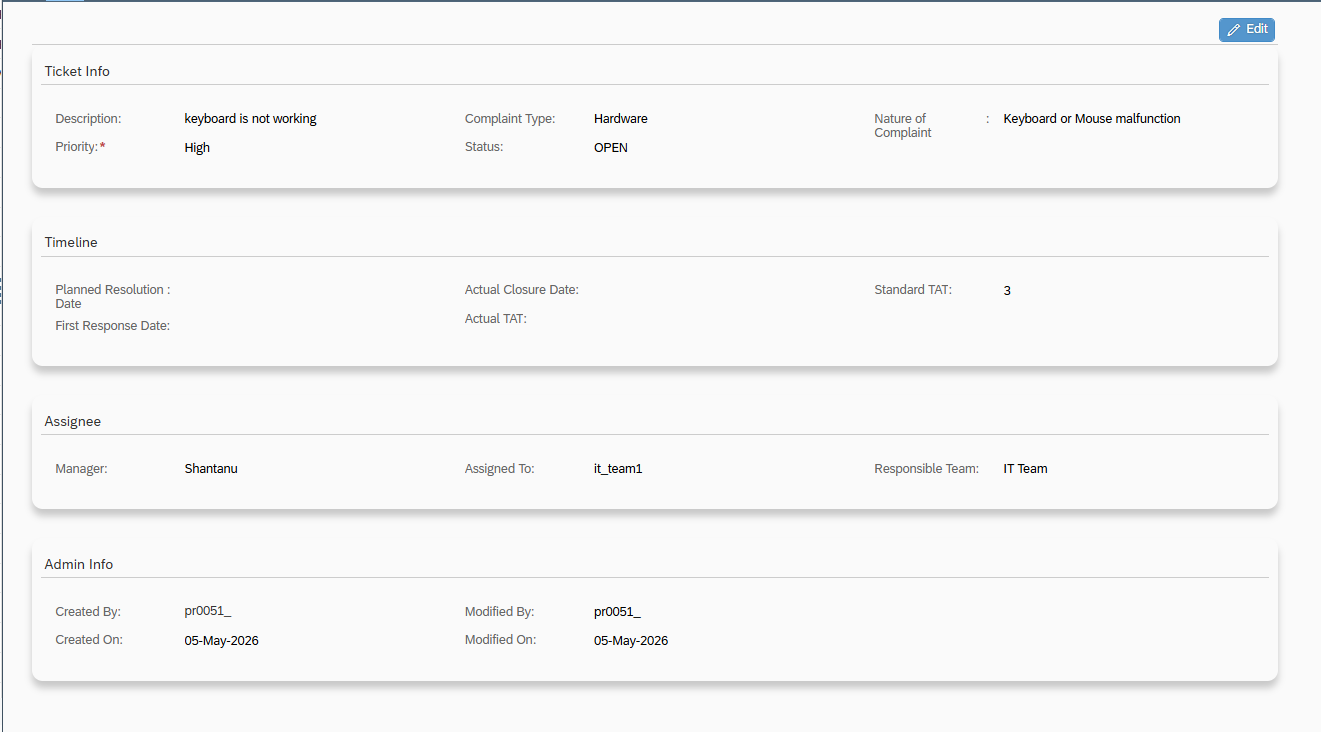 Edit
Ticket Info
Description: keyboard is not working Complaint Type: Hardware Nature of Complaint : Keyboard or Mouse malfunction
Priority:* High Status: OPEN
Timeline
Planned Resolution Date : Actual Closure Date: Standard TAT: 3
First Response Date: Actual TAT:
Assignee
Manager: Shantanu Assigned To: it_team1 Responsible Team: IT Team
Admin Info
Created By: pr0051_ Modified By: pr0051_
Created On: 05-May-2026 Modified On: 05-May-2026